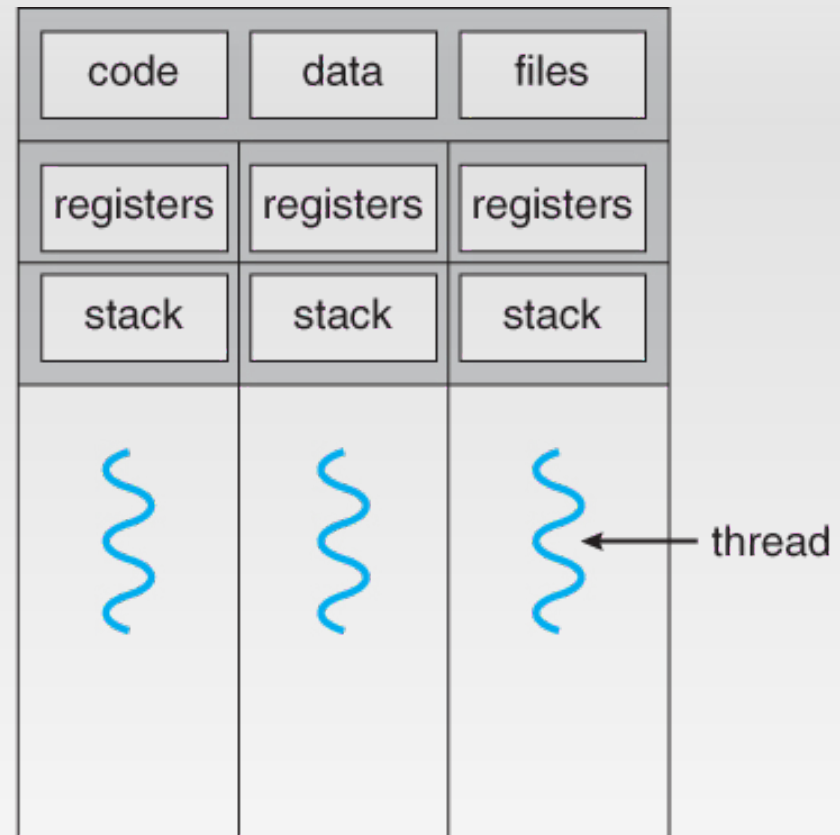 code data files
registers registers registers
stack stack stack
thread